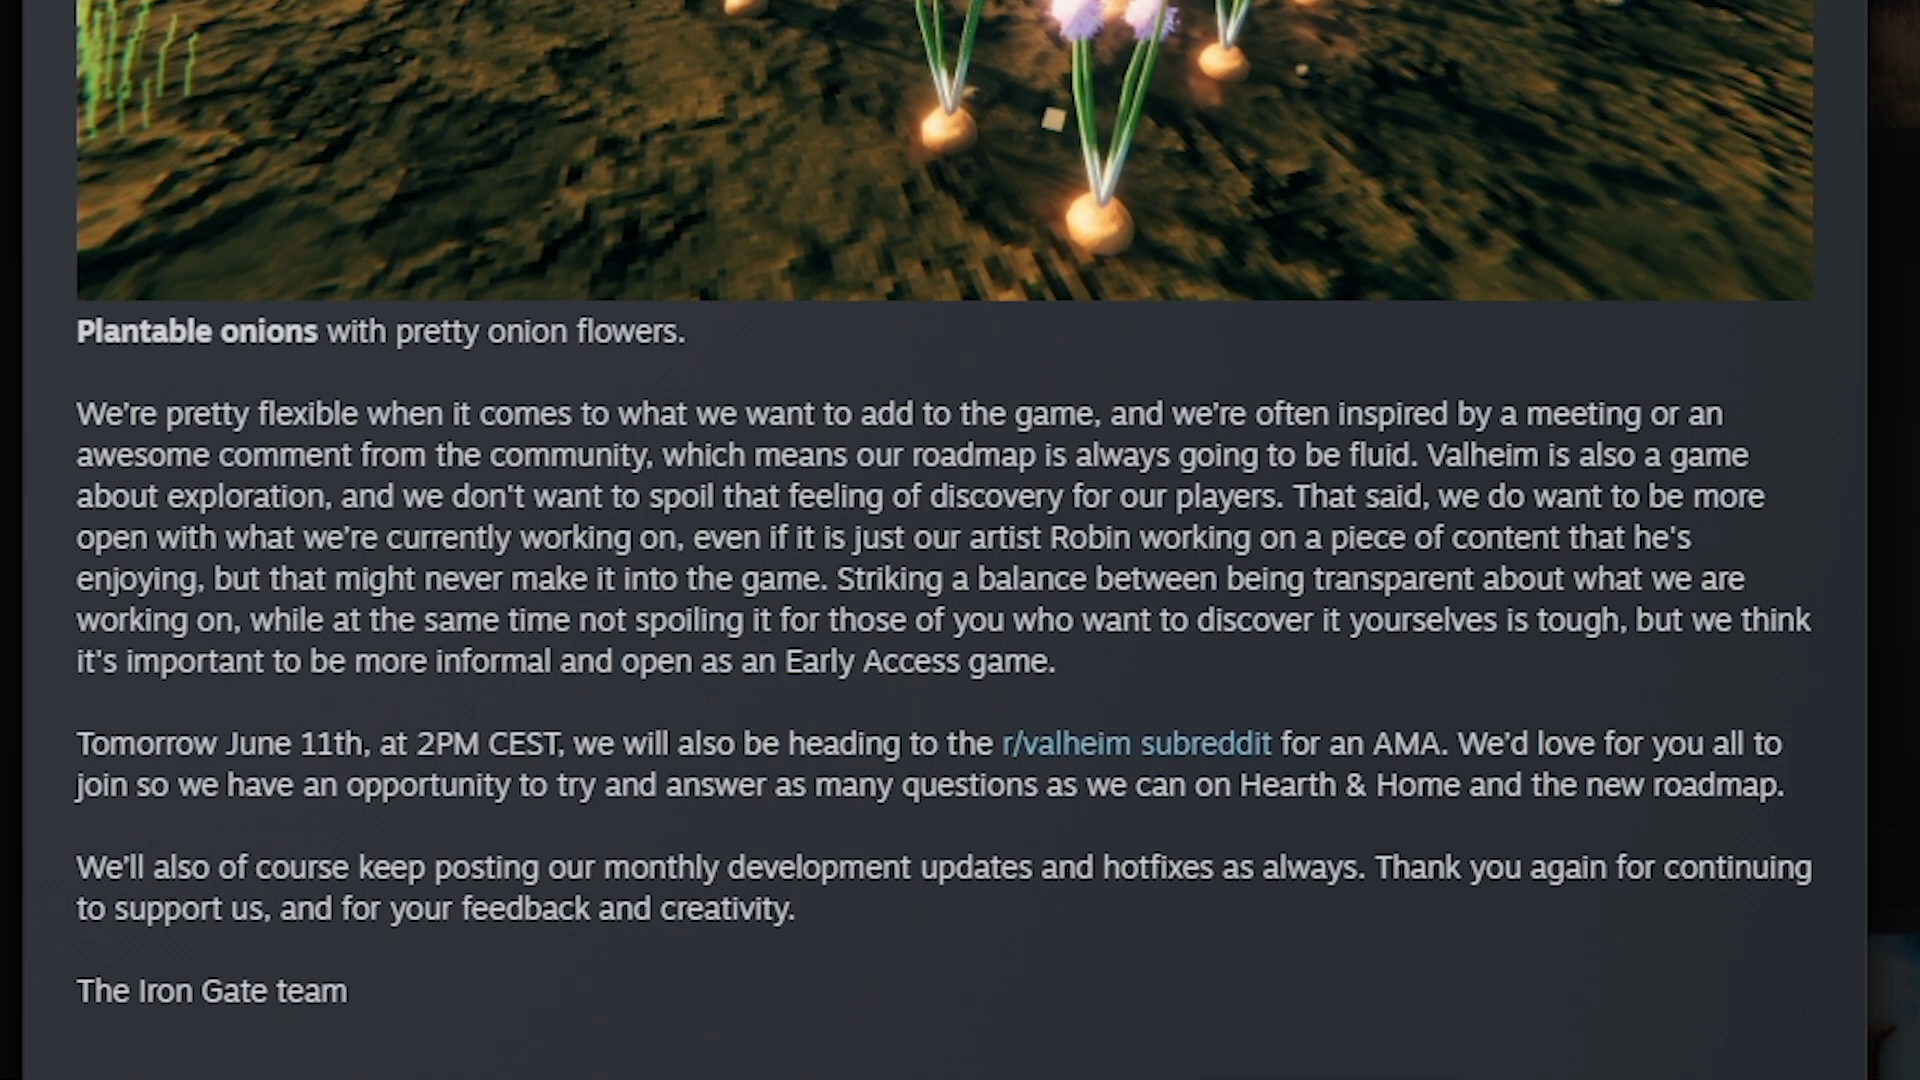 Plantable onions with pretty onion flowers.
We’re pretty flexible when it comes to what we want to add to the game, and we’re often inspired by a meeting or an
awesome comment from the community, which means our roadmap is always going to be fluid. Valheim is also a game
about exploration, and we don't want to spoil that feeling of discovery for our players. That said, we do want to be more
open with what we’re currently working on, even if it is just our artist Robin working on a piece of content that he's
enjoying, but that might never make it into the game. Striking a balance between being transparent about what we are
working on, while at the same time not spoiling it for those of you who want to discover it yourselves is tough, but we think
it's important to be more informal and open as an Early Access game.
Tomorrow June 11th, at 2PM CEST, we will also be heading to the r/valheim subreddit for an AMA. We’d love for you all to
join so we have an opportunity to try and answer as many questions as we can on Hearth & Home and the new roadmap.
We’ll also of course keep posting our monthly development updates and hotfixes as always. Thank you again for continuing
to support us, and for your feedback and creativity.
The Iron Gate team